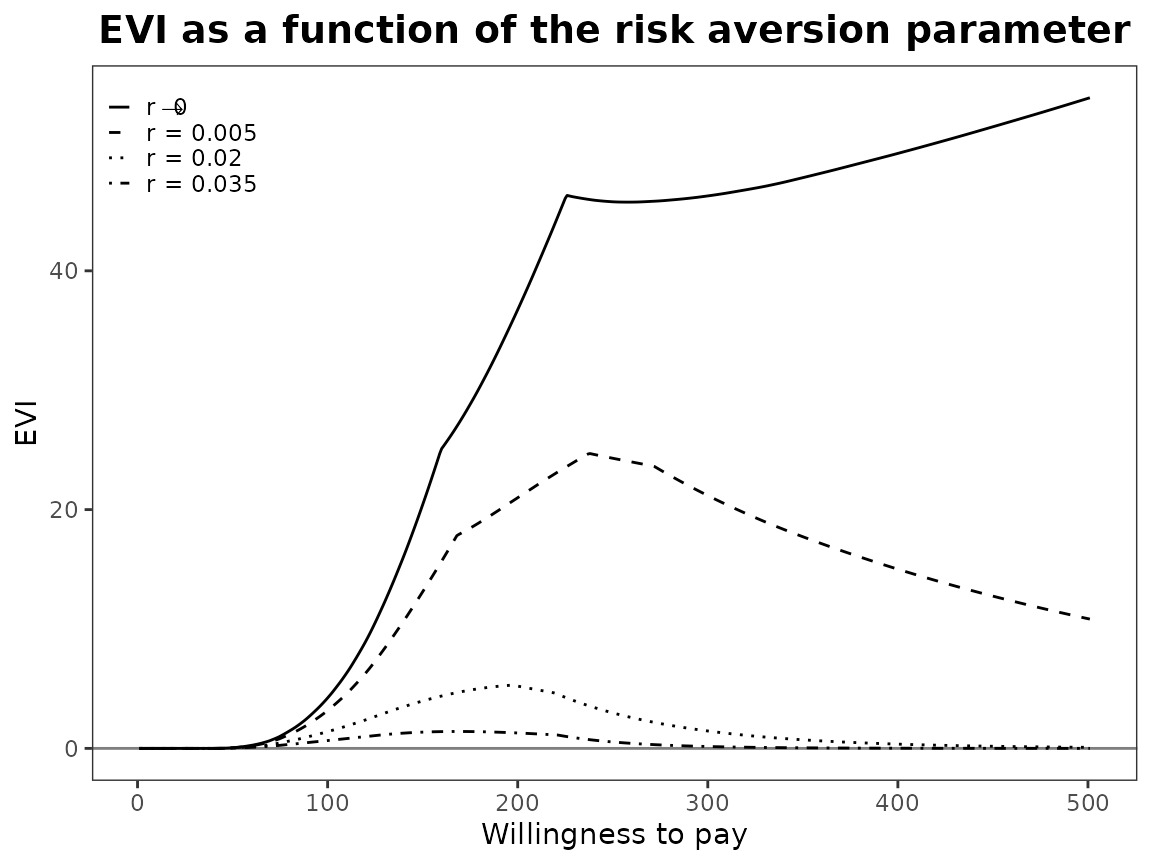 EVI as a function of the risk aversion parameter
r → 0
r = 0.005
r = 0.02
r = 0.035
40
20
0
EVI
0 100 200 300 400 500
Willingness to pay